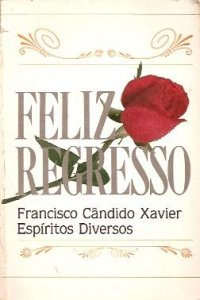 FELIZ
REGRESSO
Francisco Cândido Xavier
Espíritos Diversos